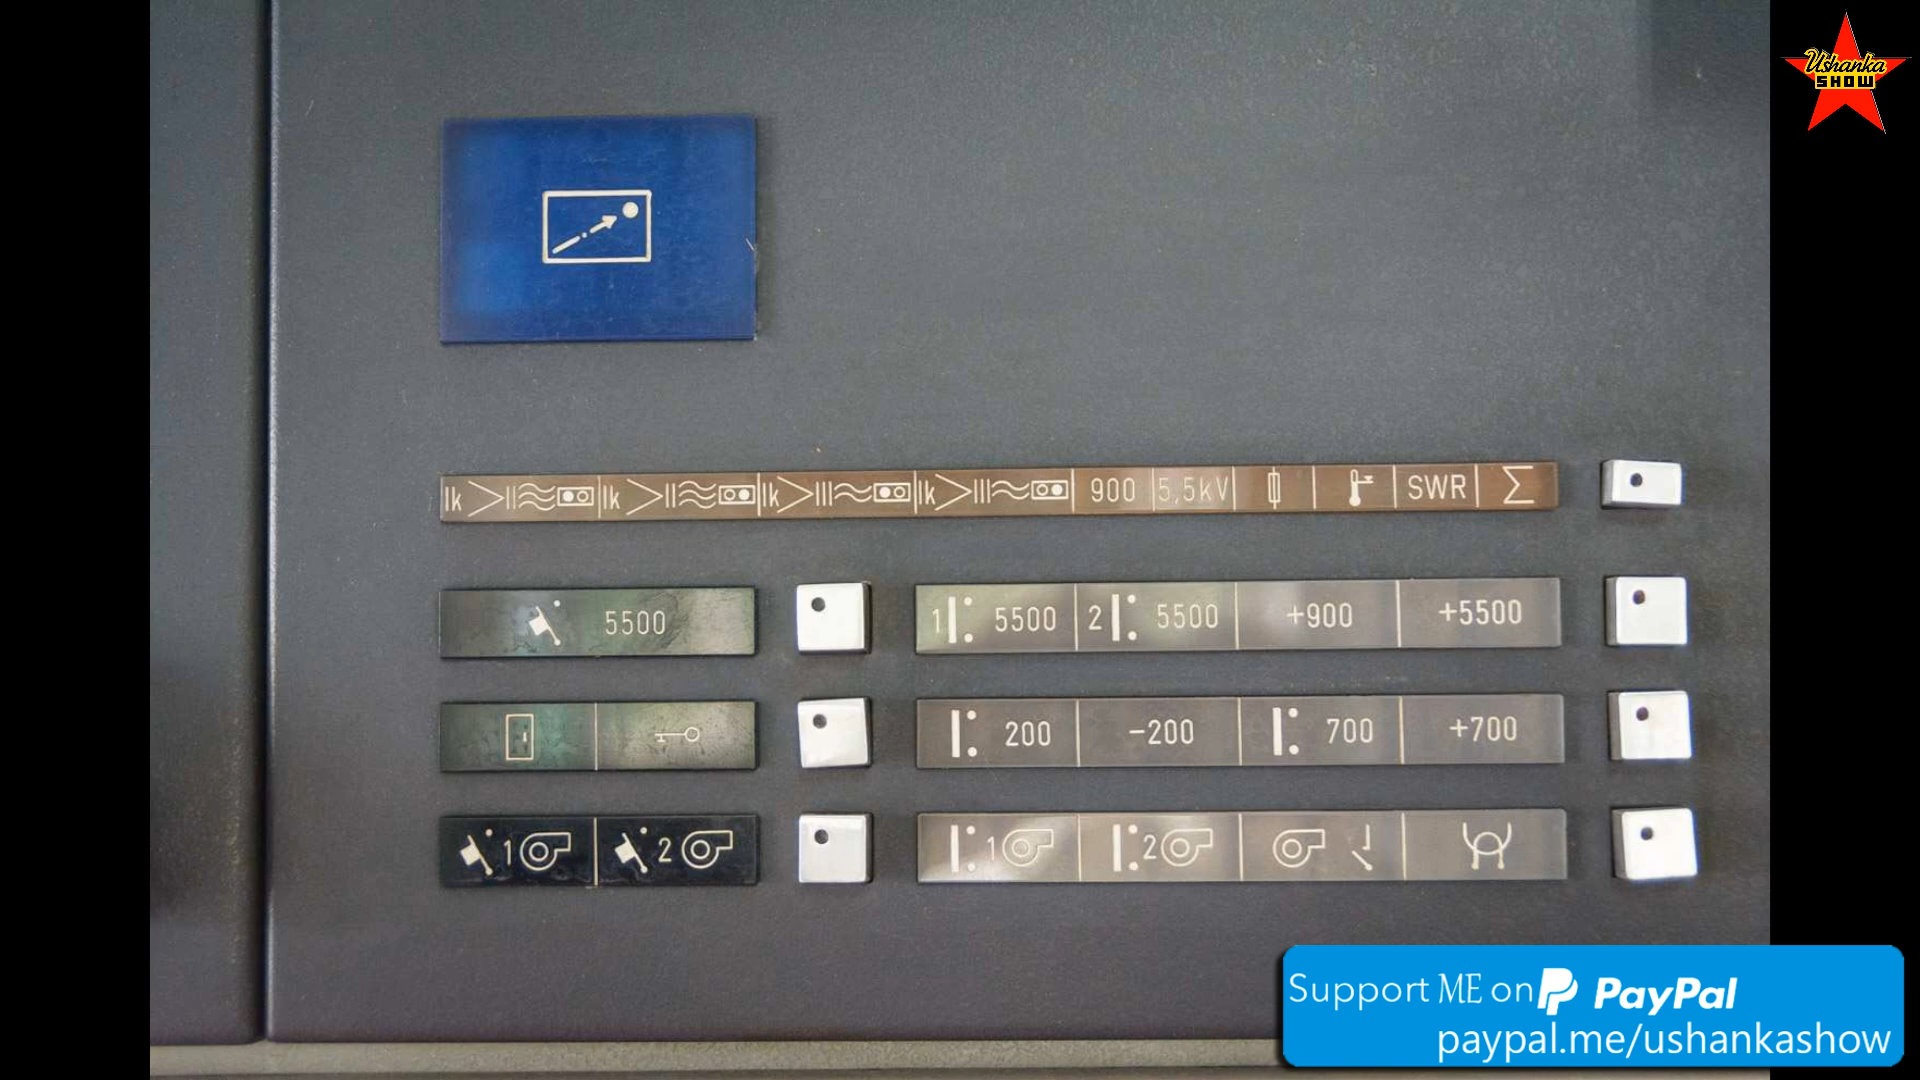 Ushanka
SHOW
Ik Ik Ik Ik 900 5,5kV SWR Σ
5500 1 5500 2 5500 +900 +5500
200 -200 700 +700
1 2 1 2
Support ME on PayPal
paypal.me/ushankashow